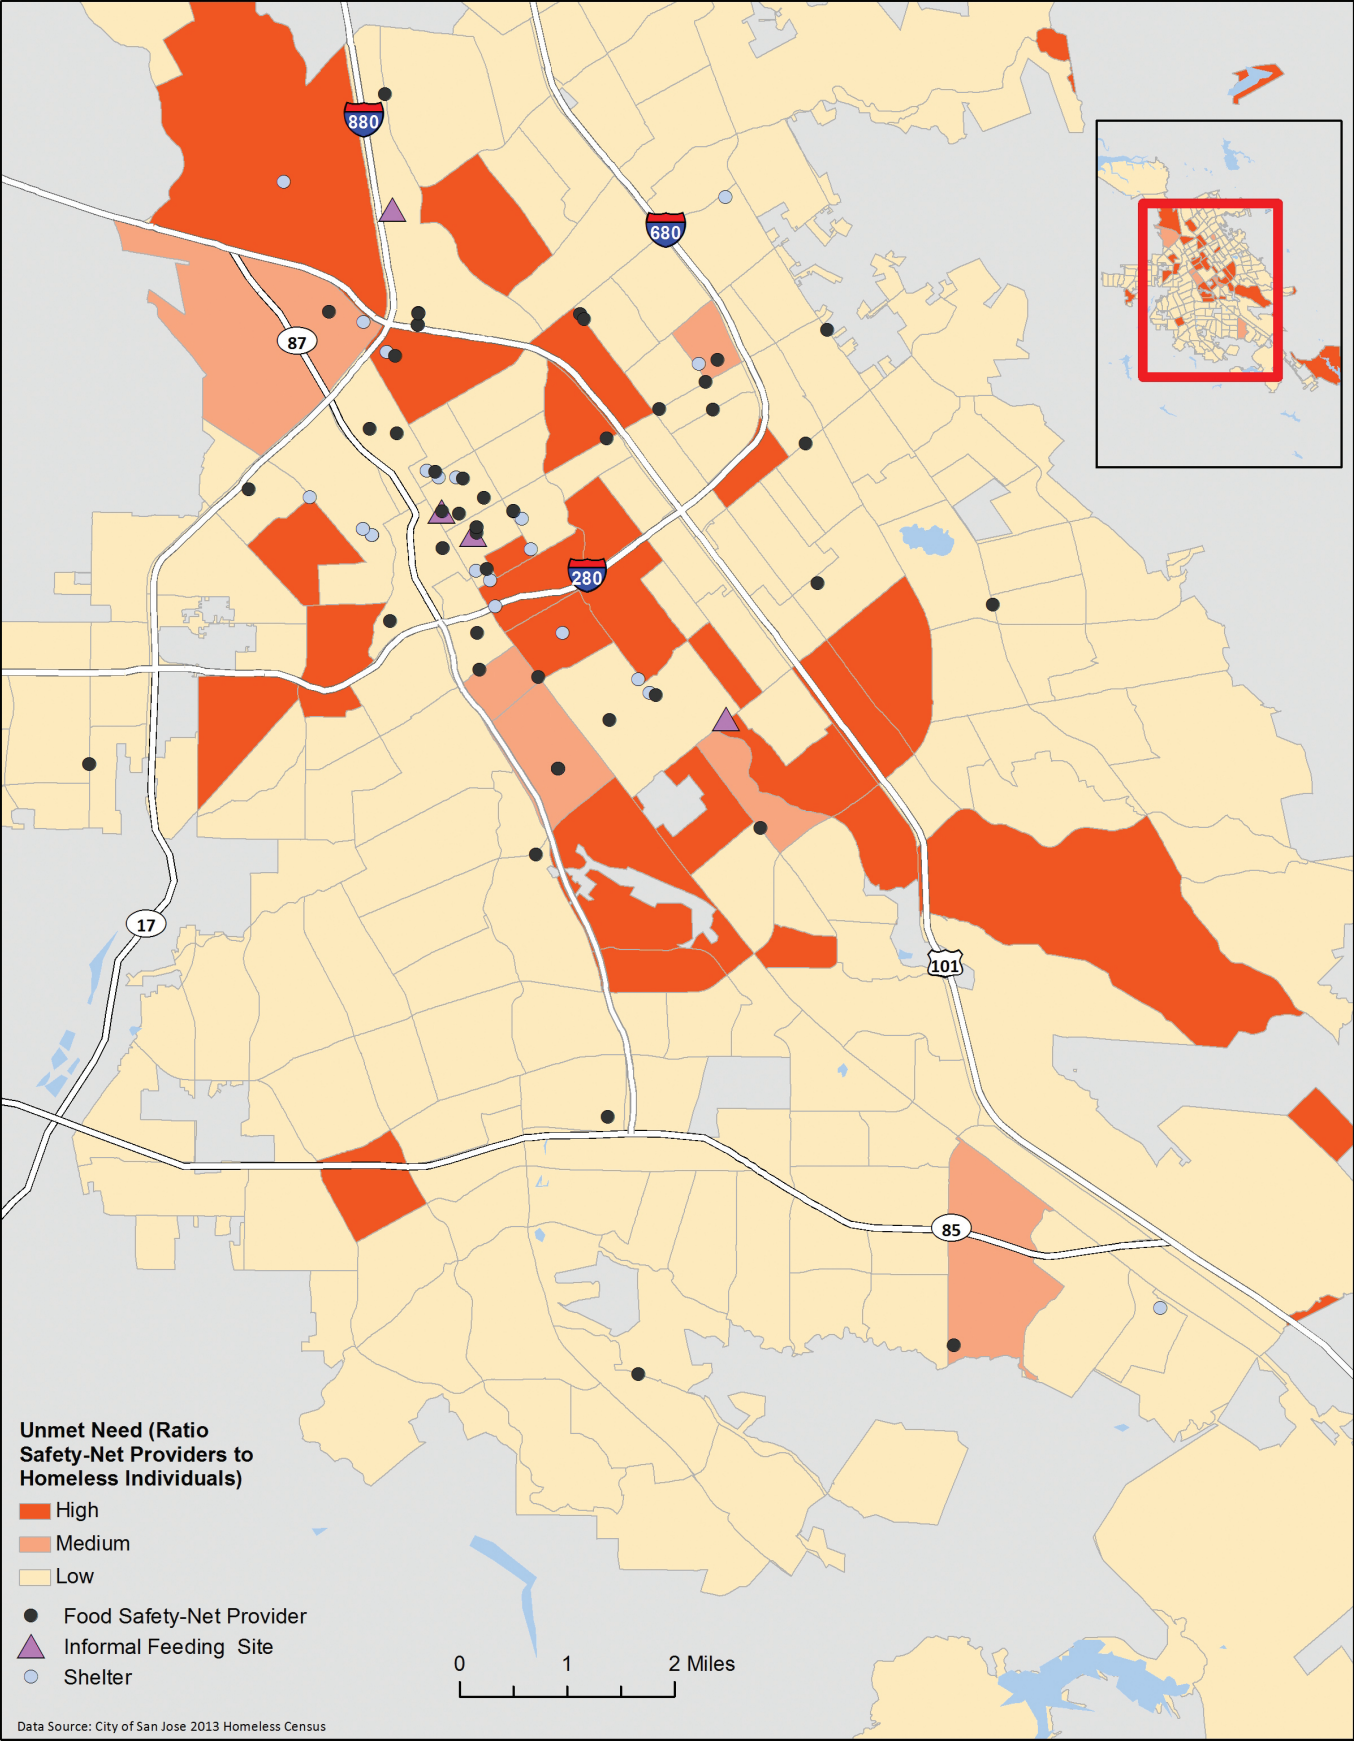 880
680
87
280
17
101
85
Unmet Need (Ratio
Safety-Net Providers to
Homeless Individuals)
High
Medium
Low
Food Safety-Net Provider
Informal Feeding Site
Shelter
0 1 2 Miles
Data Source: City of San Jose 2013 Homeless Census